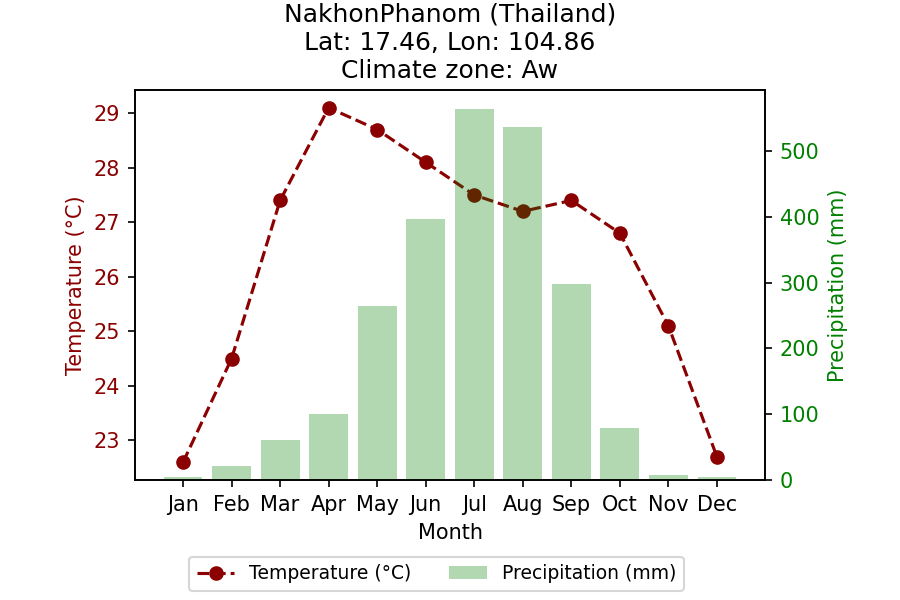 NakhonPhanom (Thailand)
Lat: 17.46, Lon: 104.86
Climate zone: Aw
Temperature (°C)
29
28
27
26
25
24
23
Precipitation (mm)
500
400
300
200
100
0
Jan Feb Mar Apr May Jun Jul Aug Sep Oct Nov Dec
Month
Temperature (°C) Precipitation (mm)